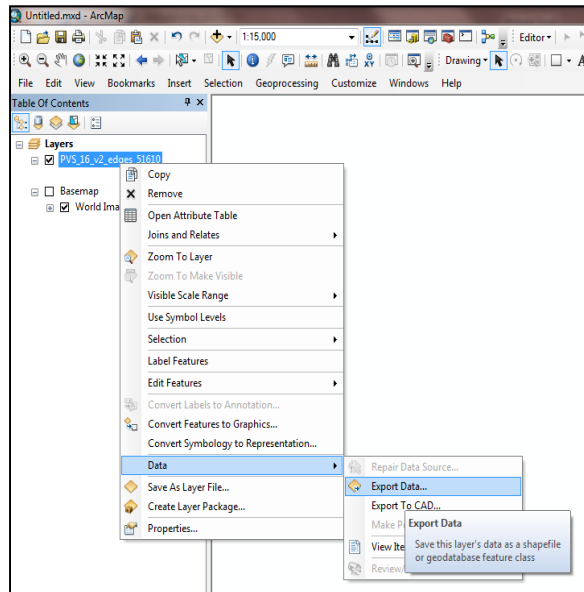 Untitled.mxd - ArcMap
1:15,000
Editor
Drawing
File Edit View Bookmarks Insert Selection Geoprocessing Customize Windows Help
Table Of Contents
Layers
PVS_16_v2_edges_51610
Basemap
World Ima
Copy
Remove
Open Attribute Table
Joins and Relates
Zoom To Layer
Zoom To Make Visible
Visible Scale Range
Use Symbol Levels
Selection
Label Features
Edit Features
Convert Labels to Annotation...
Convert Features to Graphics...
Convert Symbology to Representation...
Data
Save As Layer File...
Create Layer Package...
Properties...
Repair Data Source...
Export Data...
Export To CAD...
Make P
View Ite
Review/
Export Data
Save this layer's data as a shapefile
or geodatabase feature class